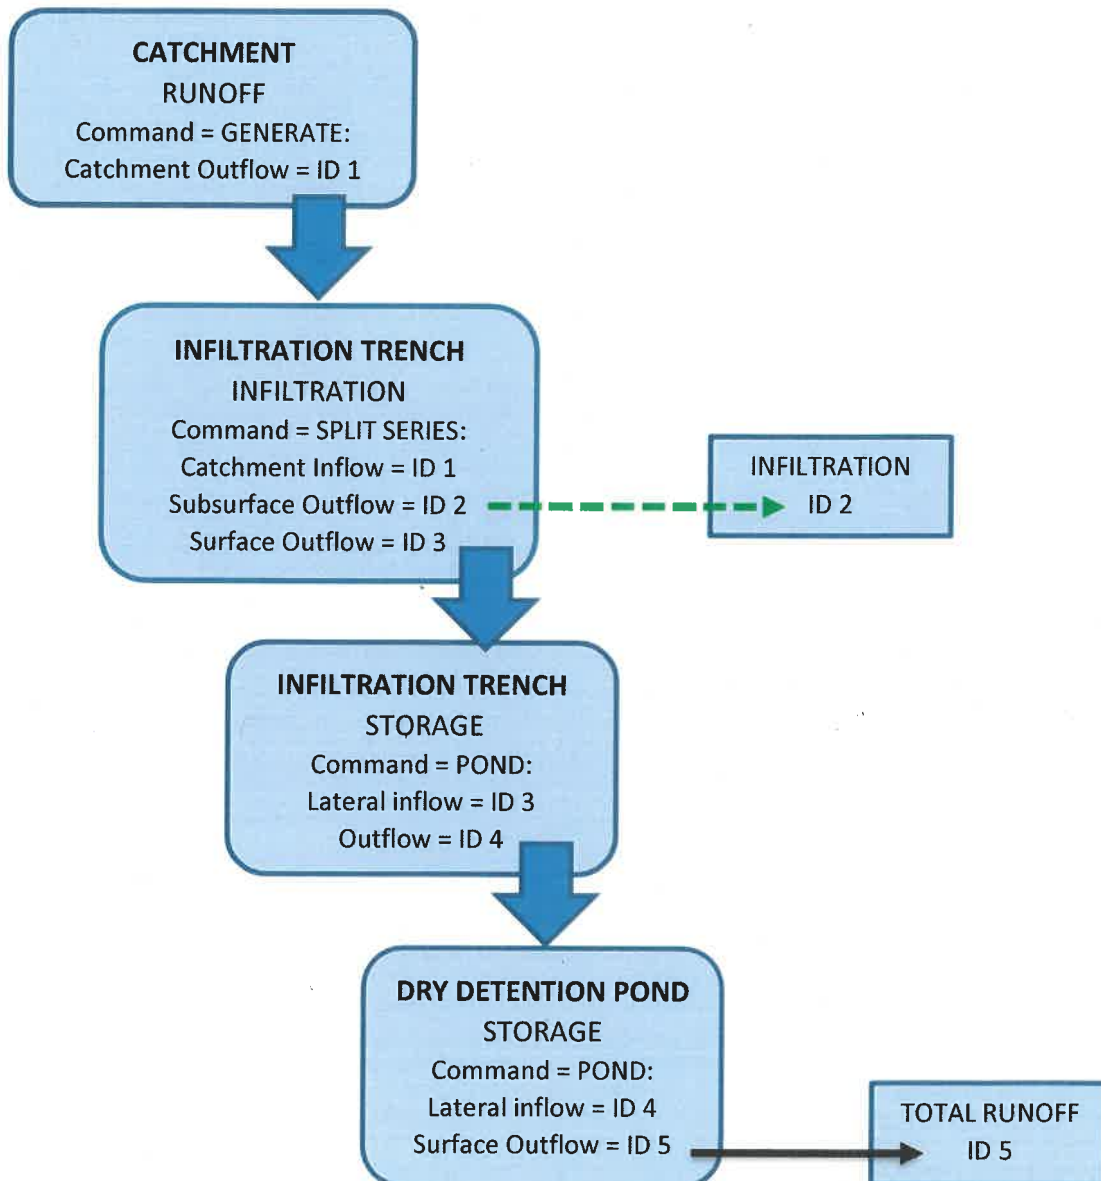 CATCHMENT
RUNOFF
Command = GENERATE:
Catchment Outflow = ID 1
INFILTRATION TRENCH
INFILTRATION
Command = SPLIT SERIES:
Catchment Inflow = ID 1
Subsurface Outflow = ID 2
Surface Outflow = ID 3
INFILTRATION
ID 2
INFILTRATION TRENCH
STORAGE
Command = POND:
Lateral inflow = ID 3
Outflow = ID 4
DRY DETENTION POND
STORAGE
Command = POND:
Lateral inflow = ID 4
Surface Outflow = ID 5
TOTAL RUNOFF
ID 5